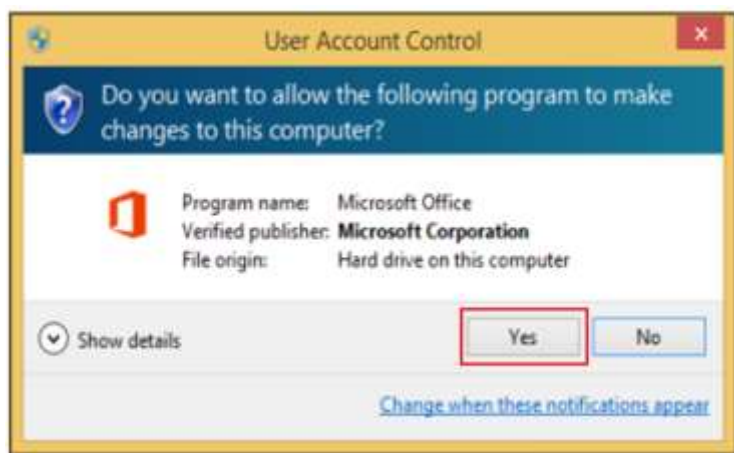 User Account Control
x
Do you want to allow the following program to make
changes to this computer?
Program name: Microsoft Office
Verified publisher: Microsoft Corporation
File origin: Hard drive on this computer
Show details
Yes
No
Change when these notifications appear